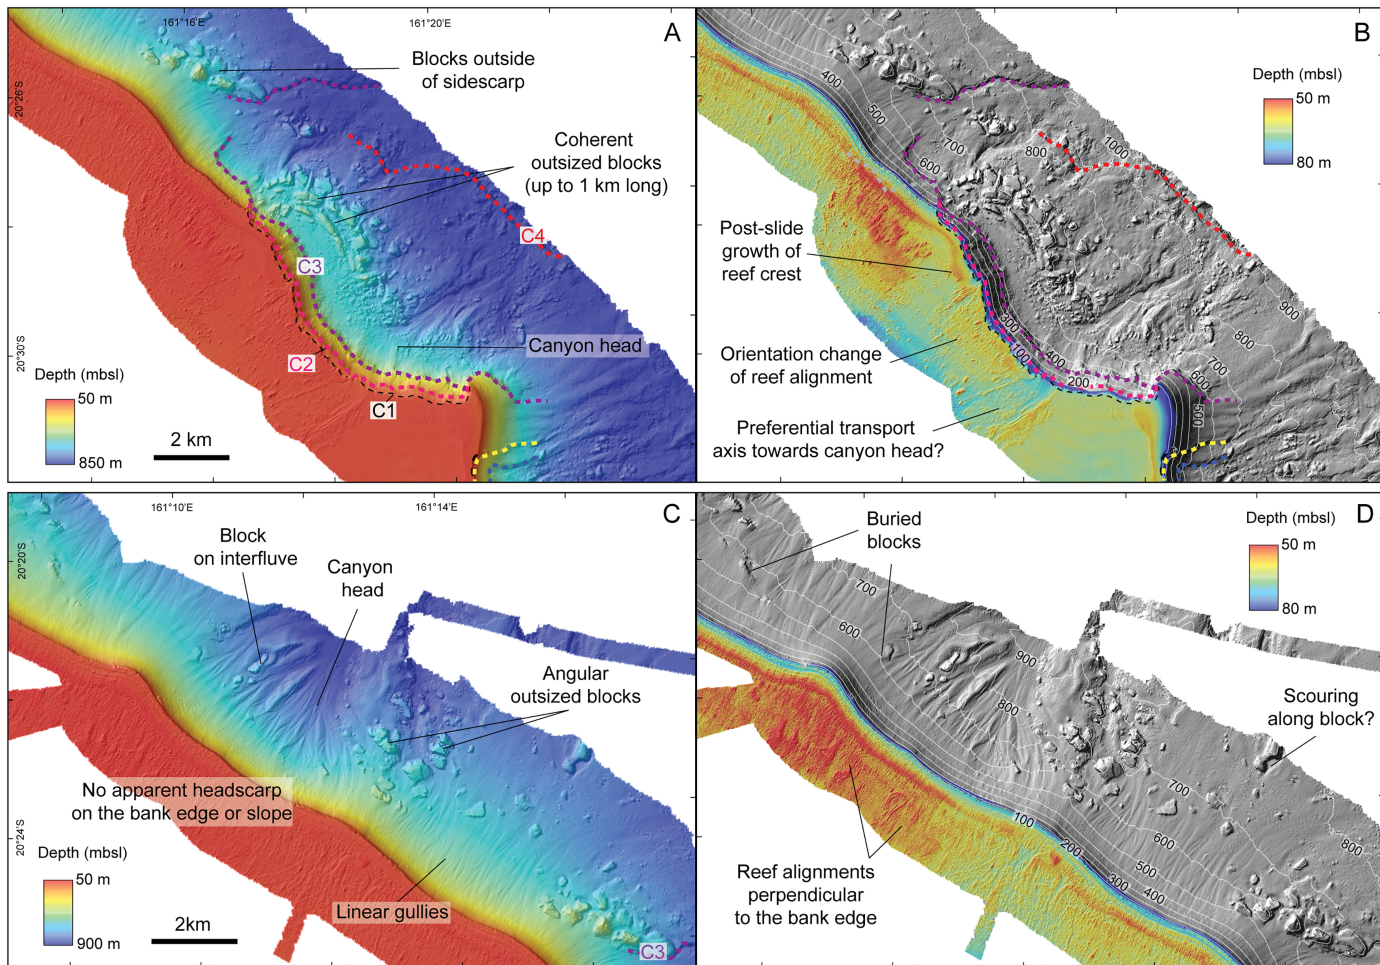 161°16'E
161°20'E
A
20°26'S
20°30'S
Blocks outside
of sidescarp
Coherent
outsized blocks
(up to 1 km long)
C4
C3
C2
C1
Canyon head
Depth (mbsl)
50 m
850 m
2 km
B
Depth (mbsl)
50 m
80 m
400
500
600
700
800
1000
900
800
700
600
500
300
400
100
200
Post-slide
growth of
reef crest
Orientation change
of reef alignment
Preferential transport
axis towards canyon head?
C
161°10'E
161°14'E
20°20'S
20°24'S
Block
on interfluve
Canyon
head
Angular
outsized blocks
No apparent headscarp
on the bank edge or slope
Linear gullies
Depth (mbsl)
50 m
900 m
2km
C3
D
Depth (mbsl)
50 m
80 m
Buried
blocks
700
600
900
800
700
600
500
400
300
200
100
800
Scouring
along block?
Reef alignments
perpendicular
to the bank edge